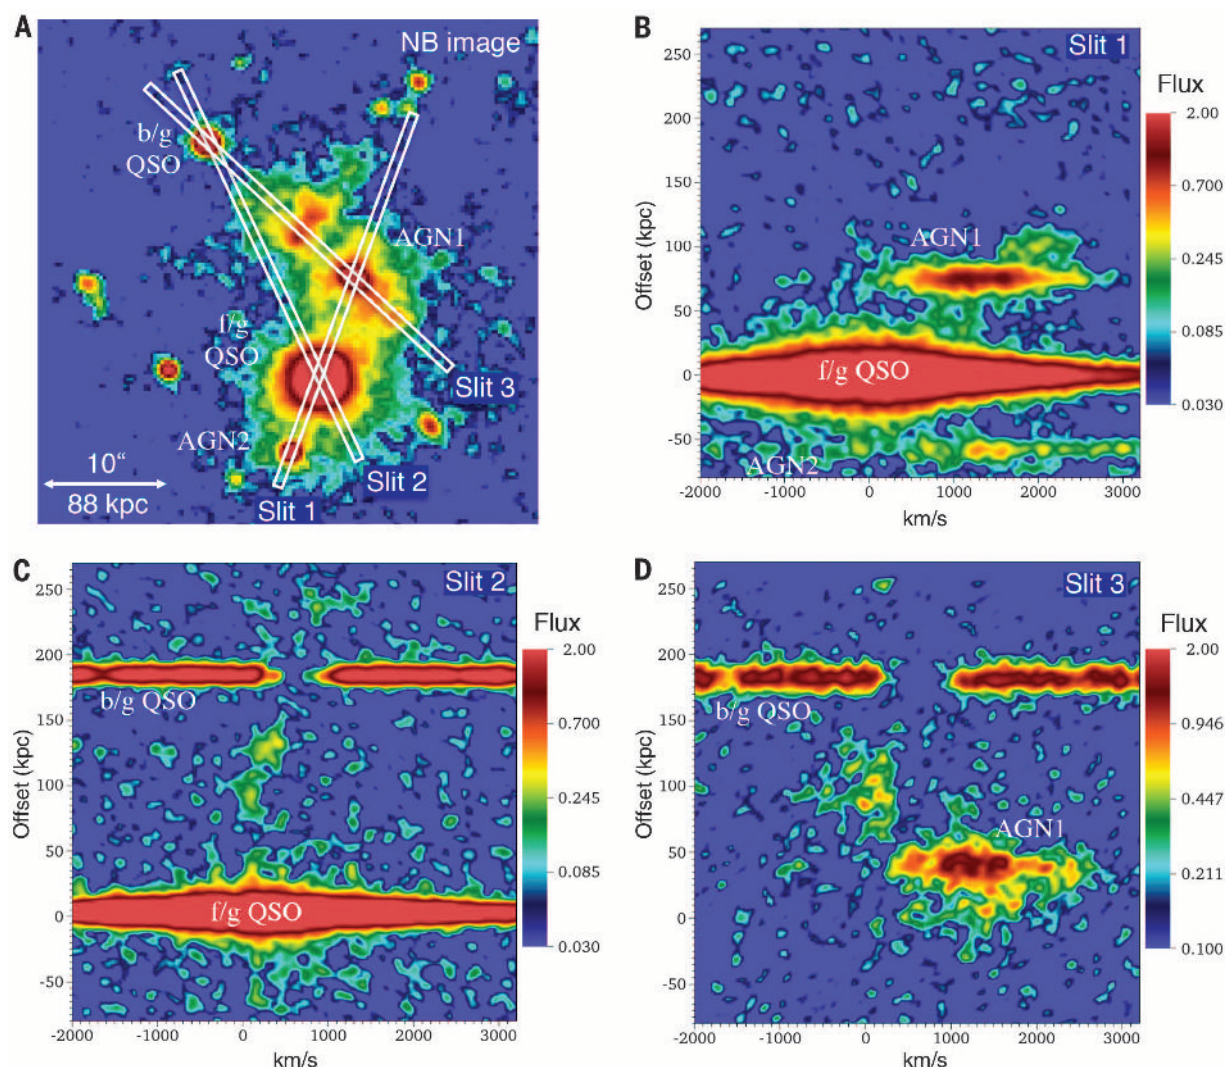 A
NB image
b/g
QSO
AGN1
f/g
QSO
Slit 3
AGN2
Slit 2
10“
88 kpc
Slit 1
B
Slit 1
Flux
250
200
150
100
50
0
-50
Offset (kpc)
AGN1
f/g QSO
AGN2
2.00
0.700
0.245
0.085
0.030
-2000
-1000
0
1000
2000
3000
km/s
C
Slit 2
Flux
250
200
150
100
50
0
-50
Offset (kpc)
b/g QSO
f/g QSO
2.00
0.700
0.245
0.085
0.030
-2000
-1000
0
1000
2000
3000
km/s
D
Slit 3
Flux
250
200
150
100
50
0
-50
Offset (kpc)
b/g QSO
AGN1
2.00
0.946
0.447
0.211
0.100
-2000
-1000
0
1000
2000
3000
km/s